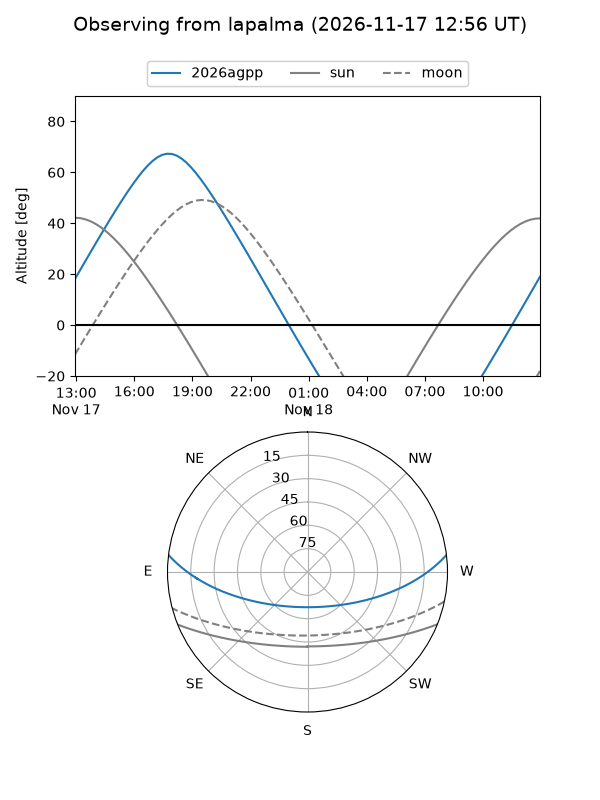 Observing from lapalma (2026-11-17 12:56 UT)
2026agpp sun moon
Altitude [deg]
80
60
40
20
0
−20
13:00 16:00 19:00 22:00 01:00 04:00 07:00 10:00
Nov 17 Nov 18
N
NE NW
15
30
45
60
75
E W
SE SW
S